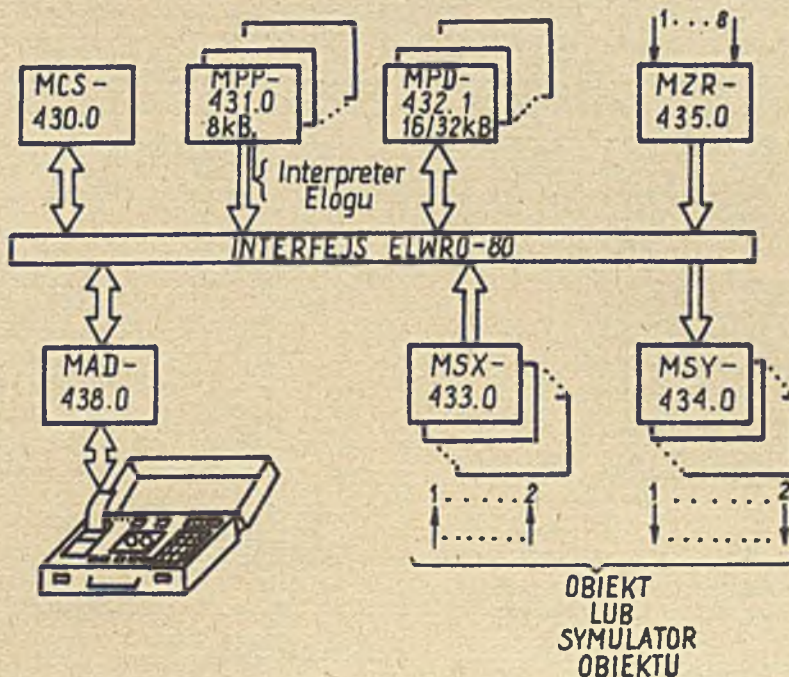 MCS-
430.0
MPP-
431.0
8kB.
MPD-
432.1
16/32kB
1...8
MZR-
435.0
Interpreter
Elogu
INTERFEJS ELWRO-80
MAD-
438.0
MSX-
433.0
MSY-
434.0
1......2
1.......2
OBIEKT
LUB
SYMULATOR
OBIEKTU